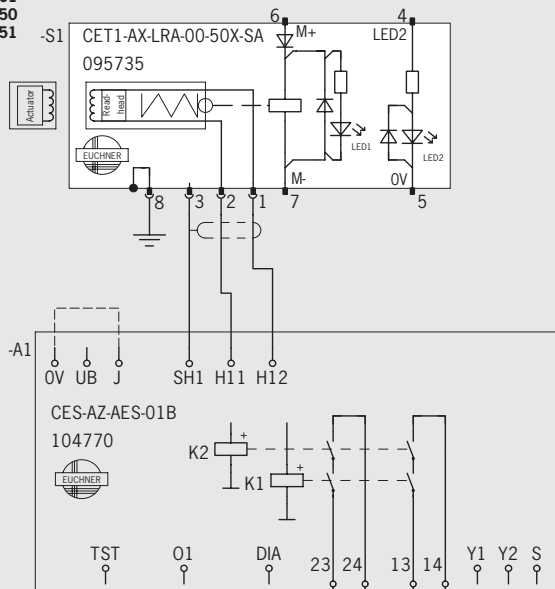 50
51
-S1 CET1-AX-LRA-00-50X-SA
095735
6 4
M+ LED2
Actuator
Read-
head
EUCHNER
LED1 LED2
M- 0V
8 3 2 1 7 5
-A1
0V UB J SH1 H11 H12
CES-AZ-AES-01B
104770
EUCHNER
K2 +
K1 +
TST O1 DIA 23 24 13 14 Y1 Y2 S